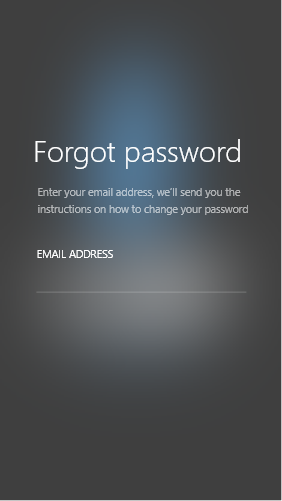 Forgot password
Enter your email address, we'll send you the
instructions on how to change your password
EMAIL ADDRESS